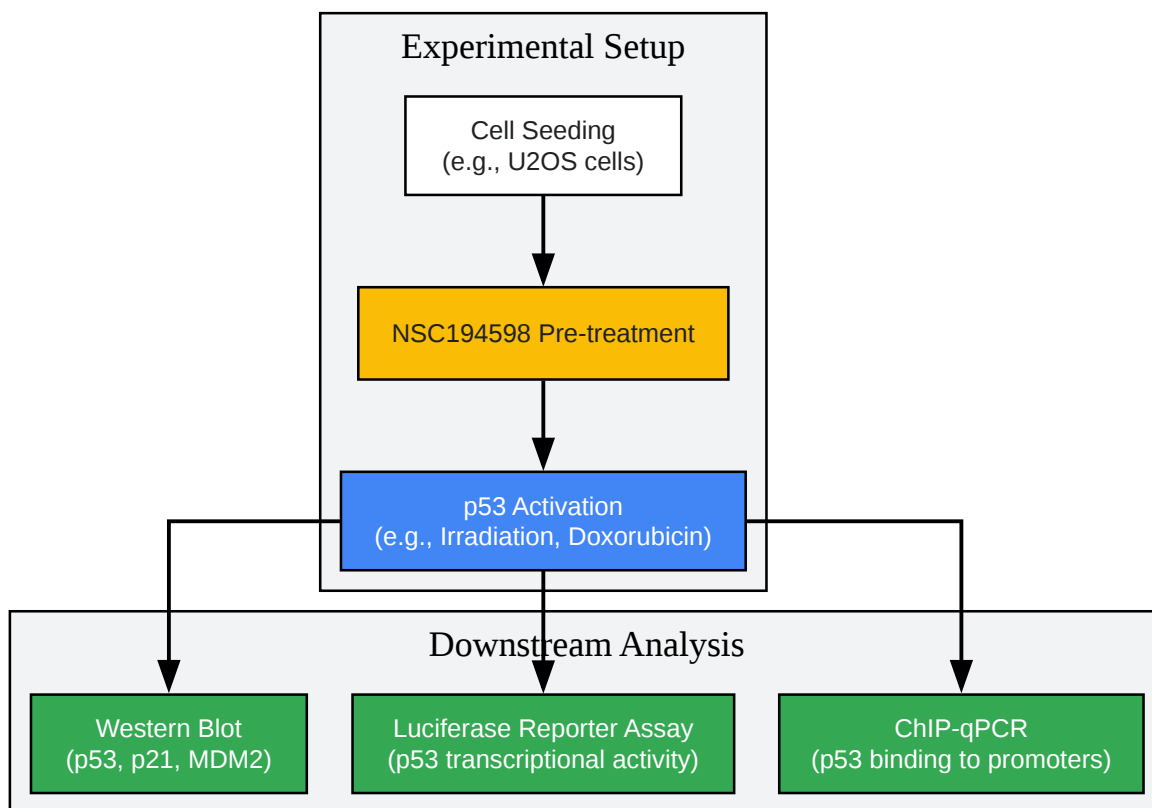 Experimental Setup
Cell Seeding
(e.g., U2OS cells)
NSC194598 Pre-treatment
p53 Activation
(e.g., Irradiation, Doxorubicin)
Downstream Analysis
Western Blot
(p53, p21, MDM2)
Luciferase Reporter Assay
(p53 transcriptional activity)
ChIP-qPCR
(p53 binding to promoters)